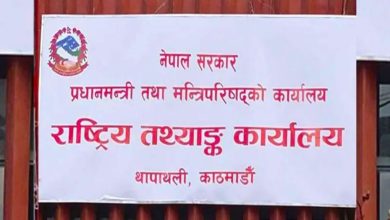 नेपाल सरकार
प्रधानमन्त्री तथा मन्त्रिपरिषद्को कार्यालय
राष्ट्रिय तथ्याङ्क कार्यालय
थापाथली, काठमाडौँ